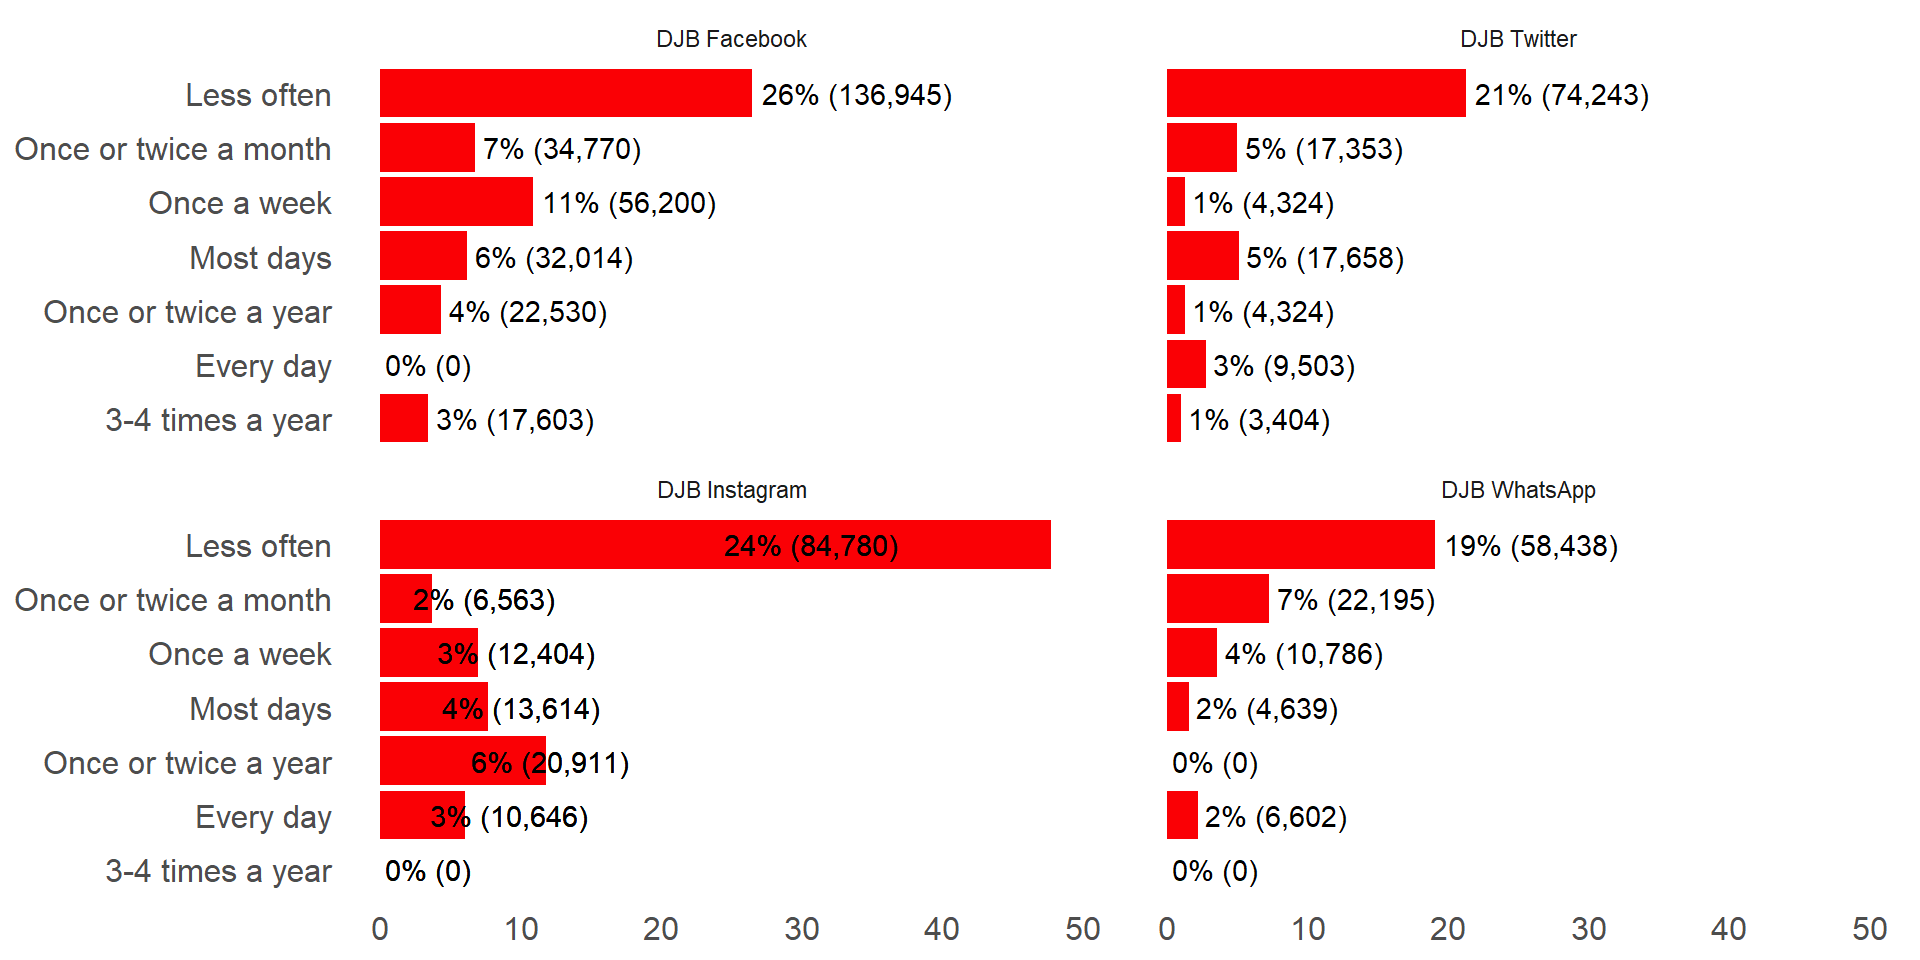 DJB Facebook
Less often 26% (136,945)
Once or twice a month 7% (34,770)
Once a week 11% (56,200)
Most days 6% (32,014)
Once or twice a year 4% (22,530)
Every day 0% (0)
3-4 times a year 3% (17,603)
DJB Twitter
21% (74,243)
5% (17,353)
1% (4,324)
5% (17,658)
1% (4,324)
3% (9,503)
1% (3,404)
DJB Instagram
Less often 24% (84,780)
Once or twice a month 2% (6,563)
Once a week 3% (12,404)
Most days 4% (13,614)
Once or twice a year 6% (20,911)
Every day 3% (10,646)
3-4 times a year 0% (0)
0 10 20 30 40 50
DJB WhatsApp
19% (58,438)
7% (22,195)
4% (10,786)
2% (4,639)
0% (0)
2% (6,602)
0% (0)
0 10 20 30 40 50